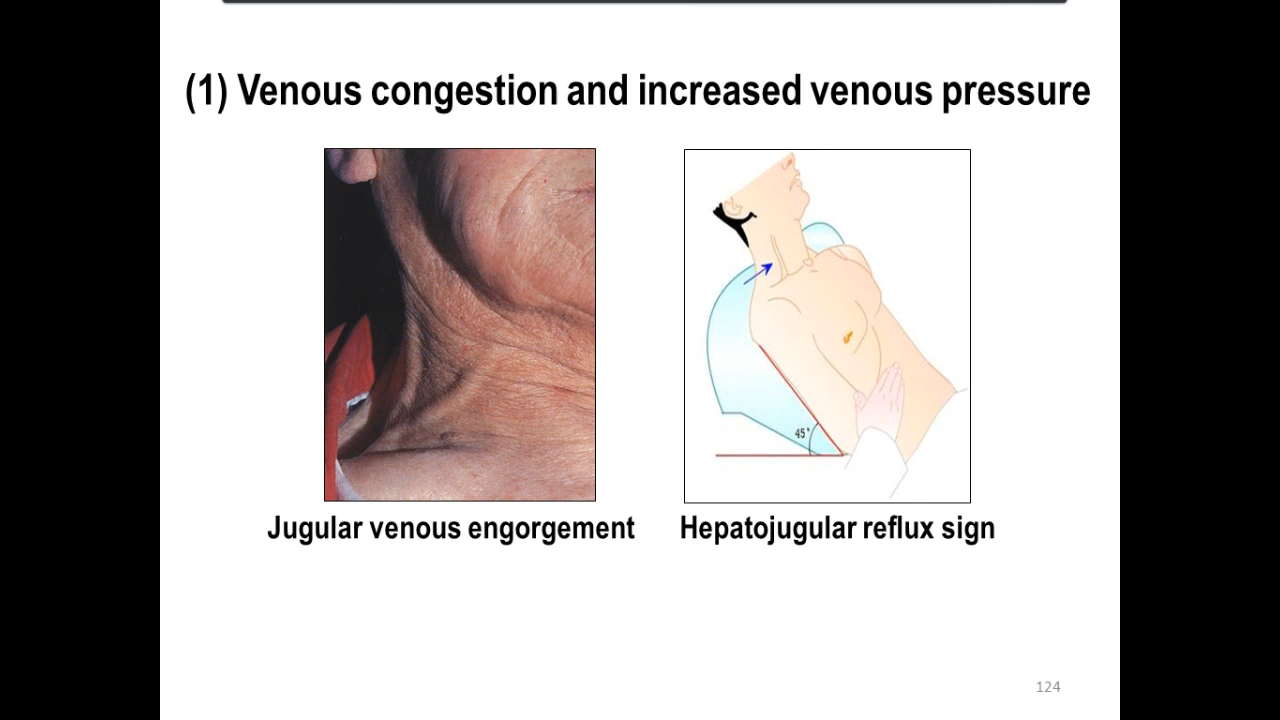 (1) Venous congestion and increased venous pressure
45°
Jugular venous engorgement
Hepatojugular reflux sign
124